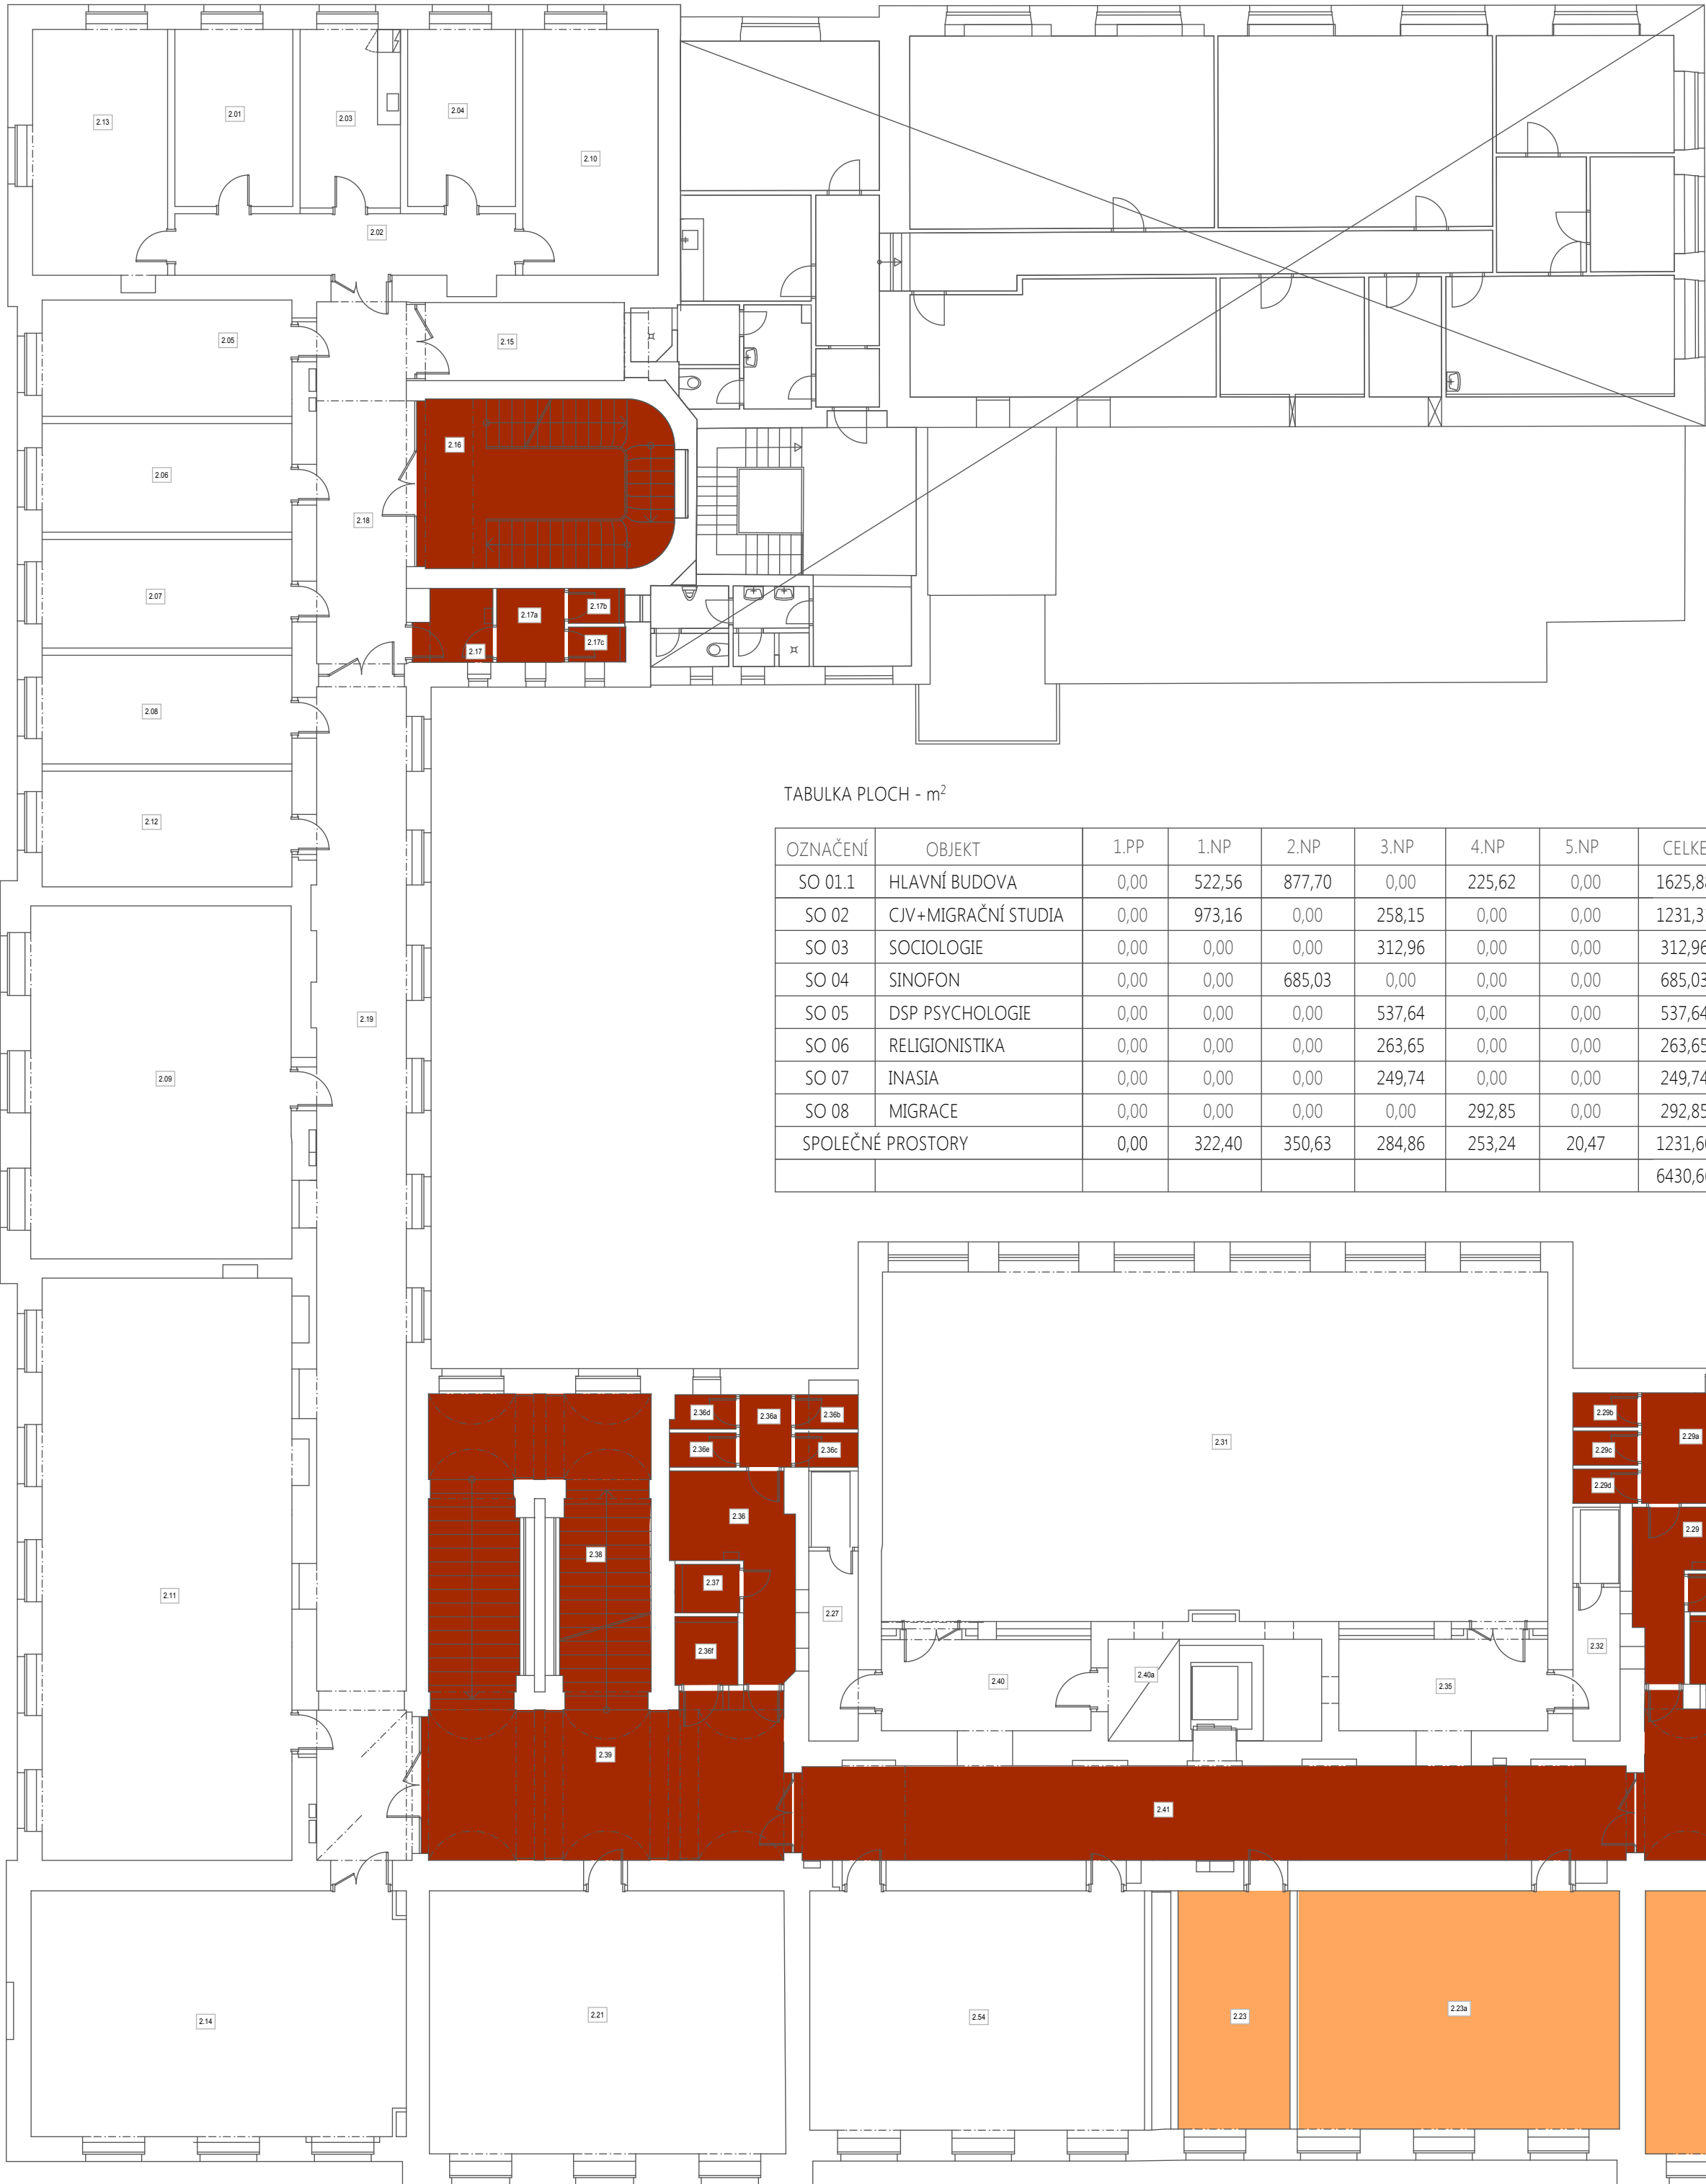 2.13
2.01
2.03
2.04
2.10
2.02
2.05
2.15
2.16
2.06
2.18
2.07
2.17a
2.17b
2.17c
2.17
2.08
2.12
TABULKA PLOCH - m²
OZNAČENÍ OBJEKT 1.PP 1.NP 2.NP 3.NP 4.NP 5.NP
SO 01.1 HLAVNÍ BUDOVA 0,00 522,56 877,70 0,00 225,62 0,00
SO 02 CJV+MIGRAČNÍ STUDIA 0,00 973,16 0,00 258,15 0,00 0,00
SO 03 SOCIOLOGIE 0,00 0,00 0,00 312,96 0,00 0,00 312,96
SO 04 SINOFON 0,00 0,00 685,03 0,00 0,00 0,00 685,03
SO 05 DSP PSYCHOLOGIE 0,00 0,00 0,00 537,64 0,00 0,00 537,64
SO 06 RELIGIONISTIKA 0,00 0,00 0,00 263,65 0,00 0,00 263,65
SO 07 INASIA 0,00 0,00 0,00 249,74 0,00 0,00 249,74
SO 08 MIGRACE 0,00 0,00 0,00 0,00 292,85 0,00 292,85
SPOLEČNÉ PROSTORY 0,00 322,40 350,63 284,86 253,24 20,47 1231,60
6430,60
2.19
2.09
2.11
2.36d
2.36a
2.36b
2.36e
2.36c
2.36
2.38
2.37
2.36f
2.27
2.39
2.31
2.29b
2.29a
2.29c
2.29d
2.29
2.32
2.40
2.40a
2.35
2.41
2.14
2.21
2.54
2.23
2.23a